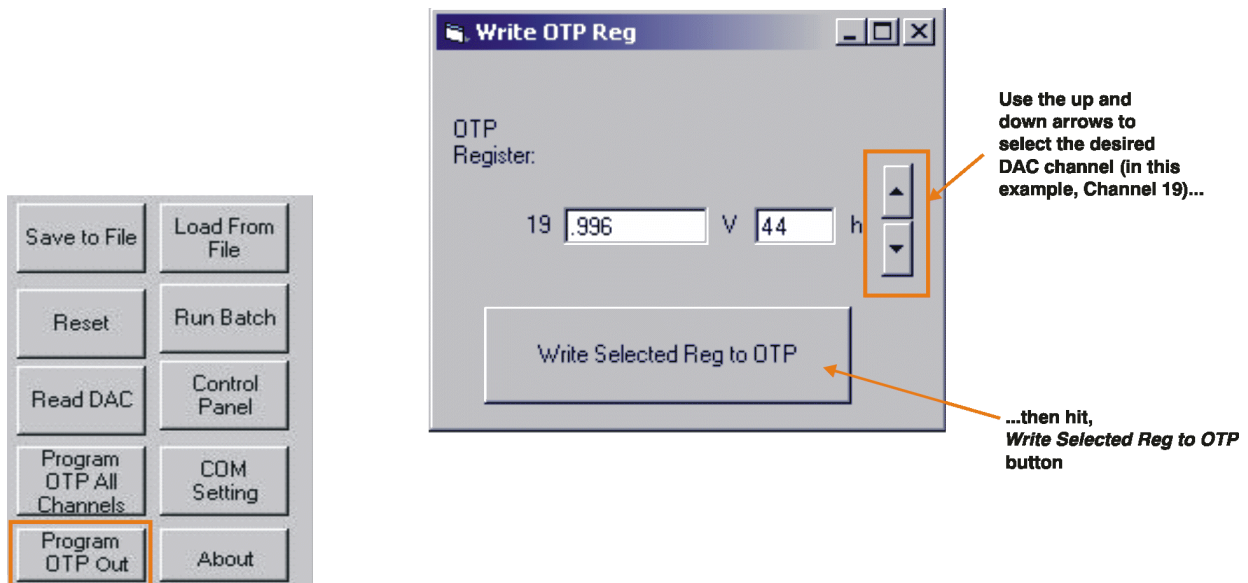 Write OTP Reg
OTP
Register:
19 .996 V 44 h
Write Selected Reg to OTP
Use the up and
down arrows to
select the desired
DAC channel (in this
example, Channel 19)...
...then hit,
Write Selected Reg to OTP
button
Save to File
Load From
File
Reset
Run Batch
Read DAC
Control
Panel
Program
OTP All
Channels
COM
Setting
Program
OTP Out
About